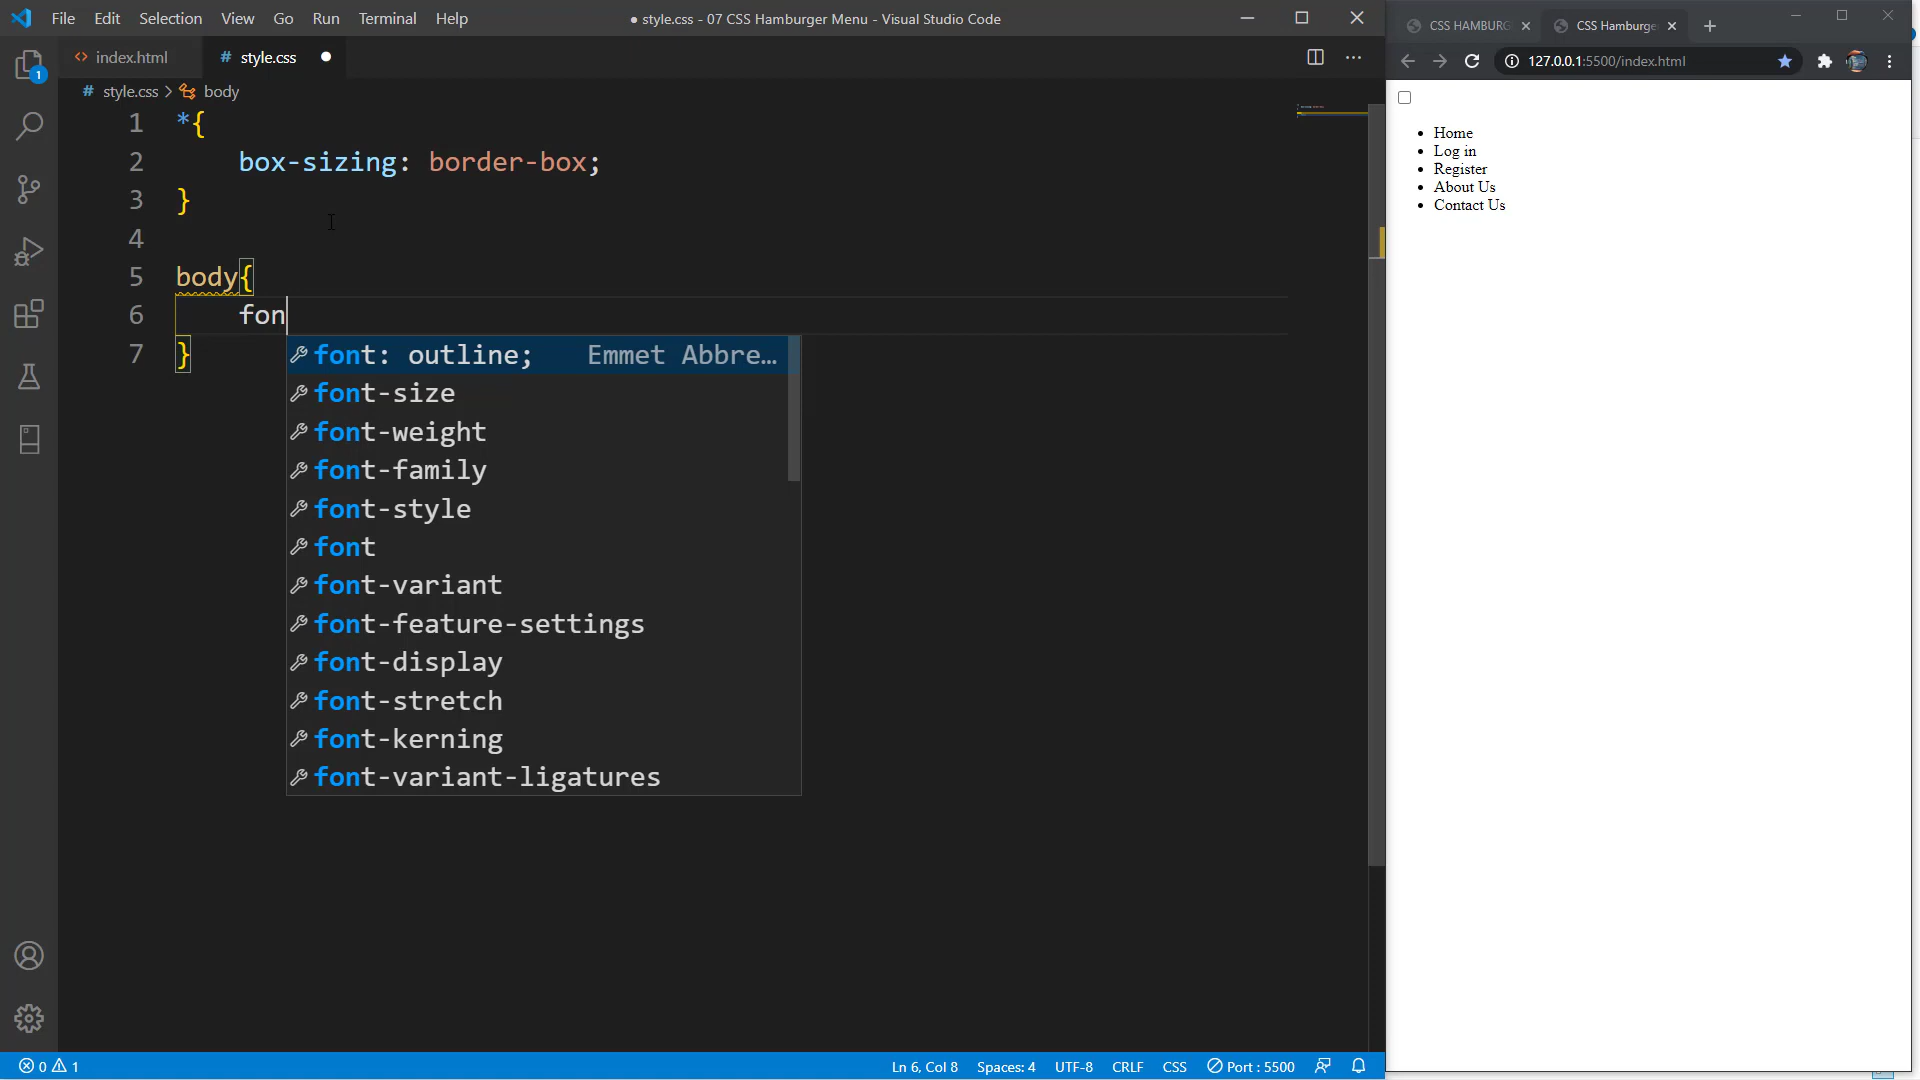 File Edit Selection View Go Run Terminal Help
● style.css - 07 CSS Hamburger Menu - Visual Studio Code
index.html
# style.css ●
# style.css > body
1 *{
2 box-sizing: border-box;
3 }
4
5 body{
6 fon
7 }
font: outline; Emmet Abbre…
font-size
font-weight
font-family
font-style
font
font-variant
font-feature-settings
font-display
font-stretch
font-kerning
font-variant-ligatures
1
0 1
Ln 6, Col 8 Spaces: 4 UTF-8 CRLF CSS Port : 5500
CSS HAMBURG
CSS Hamburge
127.0.0.1:5500/index.html
• Home
• Log in
• Register
• About Us
• Contact Us